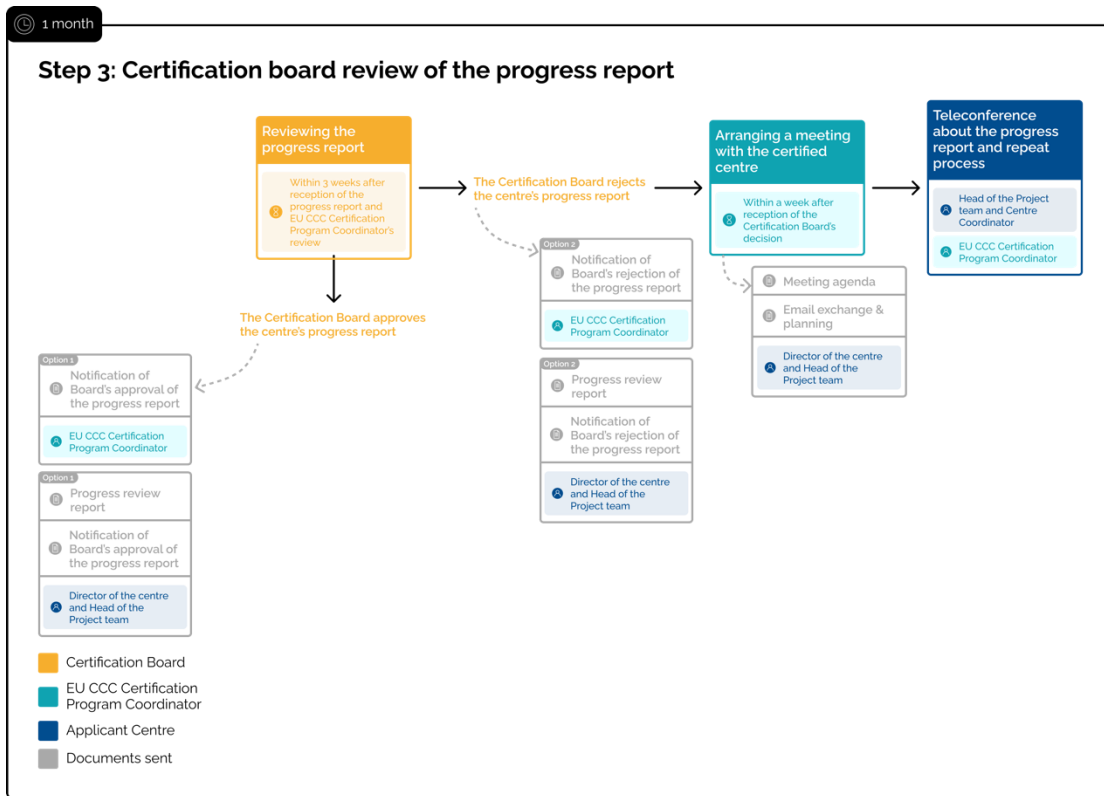 1 month
Step 3: Certification board review of the progress report
Reviewing the
progress report
Within 3 weeks after
reception of the
progress report and
EU CCC Certification
Program Coordinator's
review
The Certification Board rejects
the centre's progress report
Arranging a meeting
with the certified
centre
Within a week after
reception of the
Certification Board's
decision
Teleconference
about the progress
report and repeat
process
Head of the Project
team and Centre
Coordinator
EU CCC Certification
Program Coordinator
The Certification Board approves
the centre's progress report
Option 1
Notification of
Board's approval of
the progress report
EU CCC Certification
Program Coordinator
Option 1
Progress review
report
Notification of
Board's approval of
the progress report
Director of the centre
and Head of the
Project team
Option 2
Notification of
Board's rejection of
the progress report
EU CCC Certification
Program Coordinator
Option 2
Progress review
report
Notification of
Board's rejection of
the progress report
Director of the centre
and Head of the
Project team
Meeting agenda
Email exchange &
planning
Director of the centre
and Head of the
Project team
Certification Board
EU CCC Certification
Program Coordinator
Applicant Centre
Documents sent